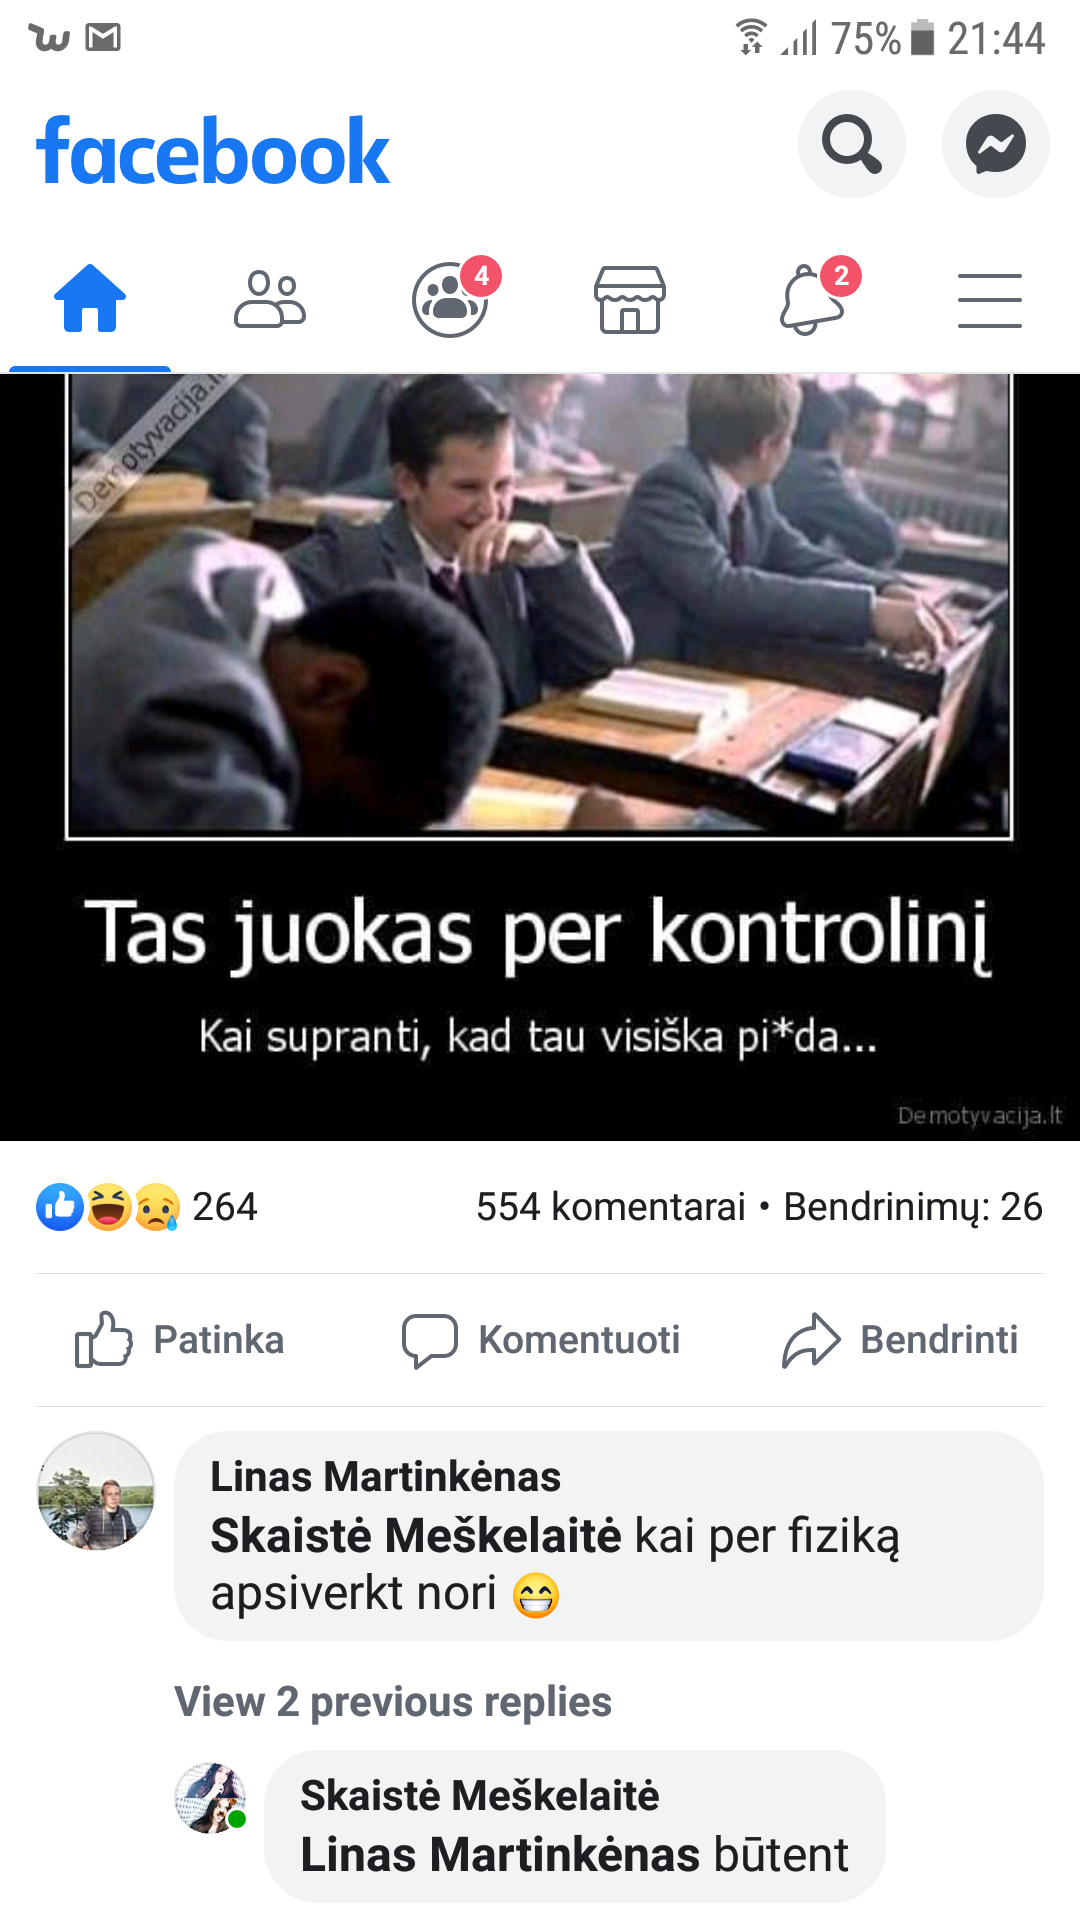 75% 21:44
facebook
4
2
Demotyvacija.lt
Tas juokas per kontrolinį
Kai supranti, kad tau visiška pi*da...
Demotyvacija.lt
264 554 komentarai • Bendrinimų: 26
Patinka Komentuoti Bendrinti
Linas Martinkėnas
Skaistė Meškelaitė kai per fiziką
apsiverkt nori 😁
View 2 previous replies
Skaistė Meškelaitė
Linas Martinkėnas būtent